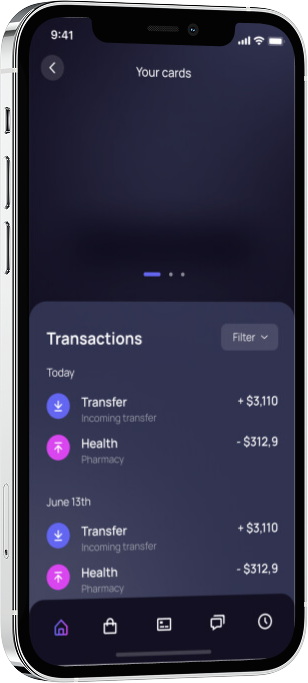 9:41
Your cards
Transactions
Filter
Today
Transfer + $3,110
Incoming transfer
Health - $312,9
Pharmacy
June 13th
Transfer + $3,110
Incoming transfer
Health - $312,9
Pharmacy